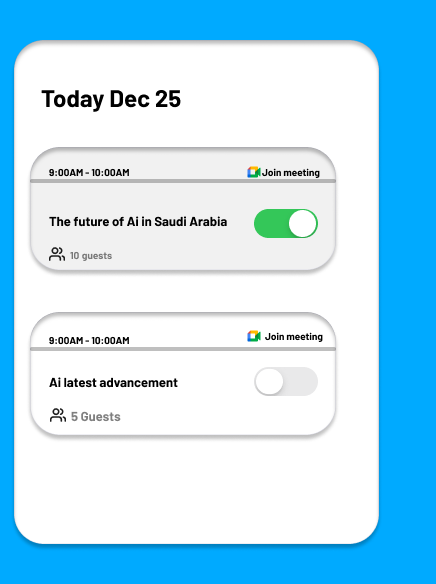 Today Dec 25
9:00AM - 10:00AM
Join meeting
The future of Ai in Saudi Arabia
10 guests
9:00AM - 10:00AM
Join meeting
Ai latest advancement
5 Guests